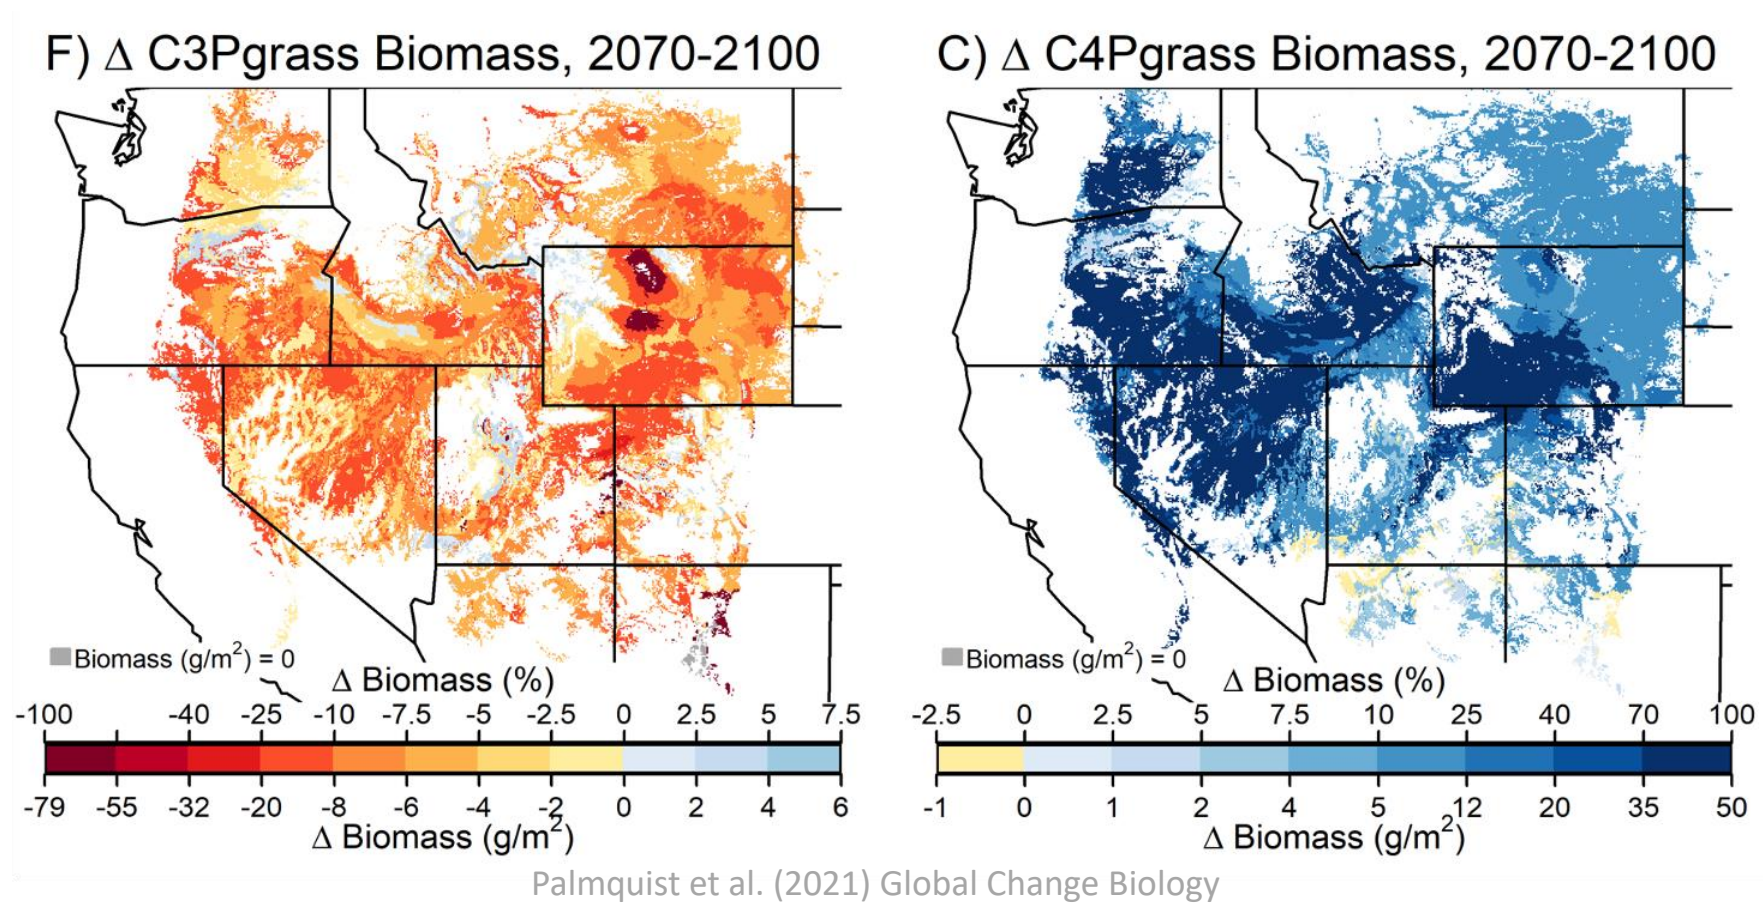 F) Δ C3Pgrass Biomass, 2070-2100
Biomass (g/m²) = 0
Δ Biomass (%)
-100 -40 -25 -10 -7.5 -5 -2.5 0 2.5 5 7.5
-79 -55 -32 -20 -8 -6 -4 -2 0 2 4 6
Δ Biomass (g/m²)
C) Δ C4Pgrass Biomass, 2070-2100
Biomass (g/m²) = 0
Δ Biomass (%)
-2.5 0 2.5 5 7.5 10 25 40 70 100
-1 0 1 2 4 5 12 20 35 50
Δ Biomass (g/m²)
Palmquist et al. (2021) Global Change Biology